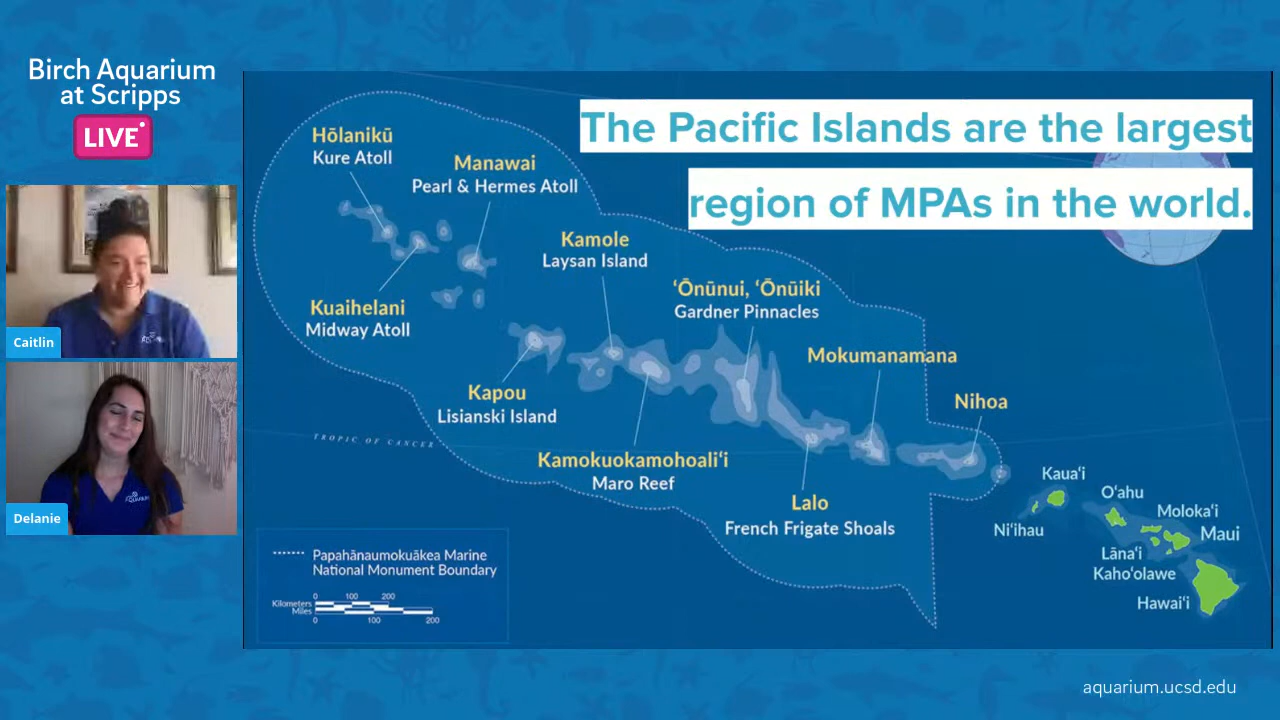 Birch Aquarium
at Scripps
LIVE
Caitlin
Delanie
The Pacific Islands are the largest
region of MPAs in the world.
Hōlanikū
Kure Atoll
Manawai
Pearl & Hermes Atoll
Kamole
Laysan Island
ʻŌnūnui, ʻŌnūiki
Gardner Pinnacles
Kuaihelani
Midway Atoll
Mokumanamana
Kapou
Lisianski Island
Nihoa
TROPIC OF CANCER
Kamokuokamohoaliʻi
Maro Reef
Lalo
French Frigate Shoals
Kauaʻi
Niʻihau
Oʻahu
Molokaʻi
Maui
Lānaʻi
Kahoʻolawe
Hawaiʻi
Papahānaumokuākea Marine
National Monument Boundary
0 100 200
Kilometers
Miles
0 100 200
aquarium.ucsd.edu